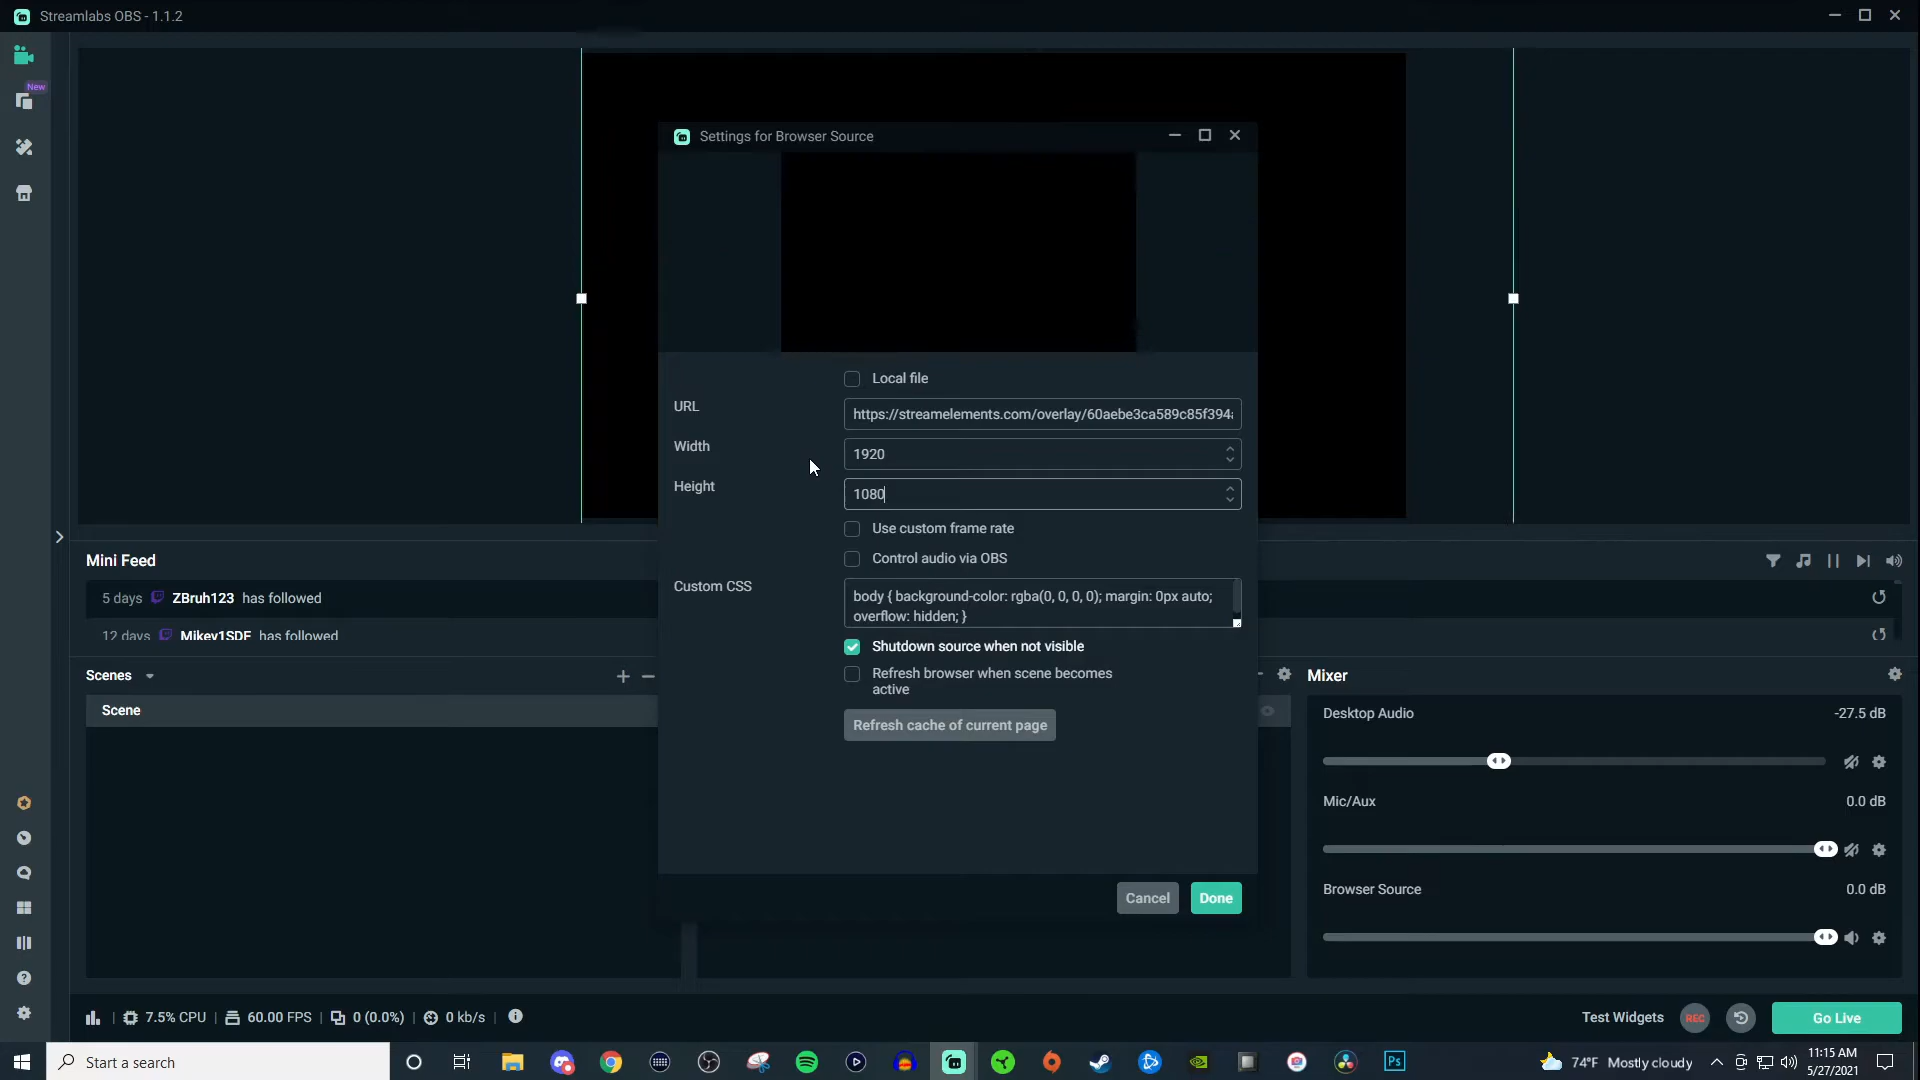 Streamlabs OBS - 1.1.2
New
Settings for Browser Source
Local file
URL
https://streamelements.com/overlay/60aebe3ca589c85f394
Width
1920
Height
1080
Use custom frame rate
Control audio via OBS
Custom CSS
body { background-color: rgba(0, 0, 0, 0); margin: 0px auto;
overflow: hidden; }
Shutdown source when not visible
Refresh browser when scene becomes
active
Refresh cache of current page
Cancel
Done
Mini Feed
5 days ZBruh123 has followed
12 days Mikey1SDF has followed
Scenes
Scene
Mixer
Desktop Audio -27.5 dB
Mic/Aux 0.0 dB
Browser Source 0.0 dB
7.5% CPU | 60.00 FPS | 0 (0.0%) | 0 kb/s
Test Widgets
REC
Go Live
Start a search
Ps
74°F Mostly cloudy
11:15 AM
5/27/2021